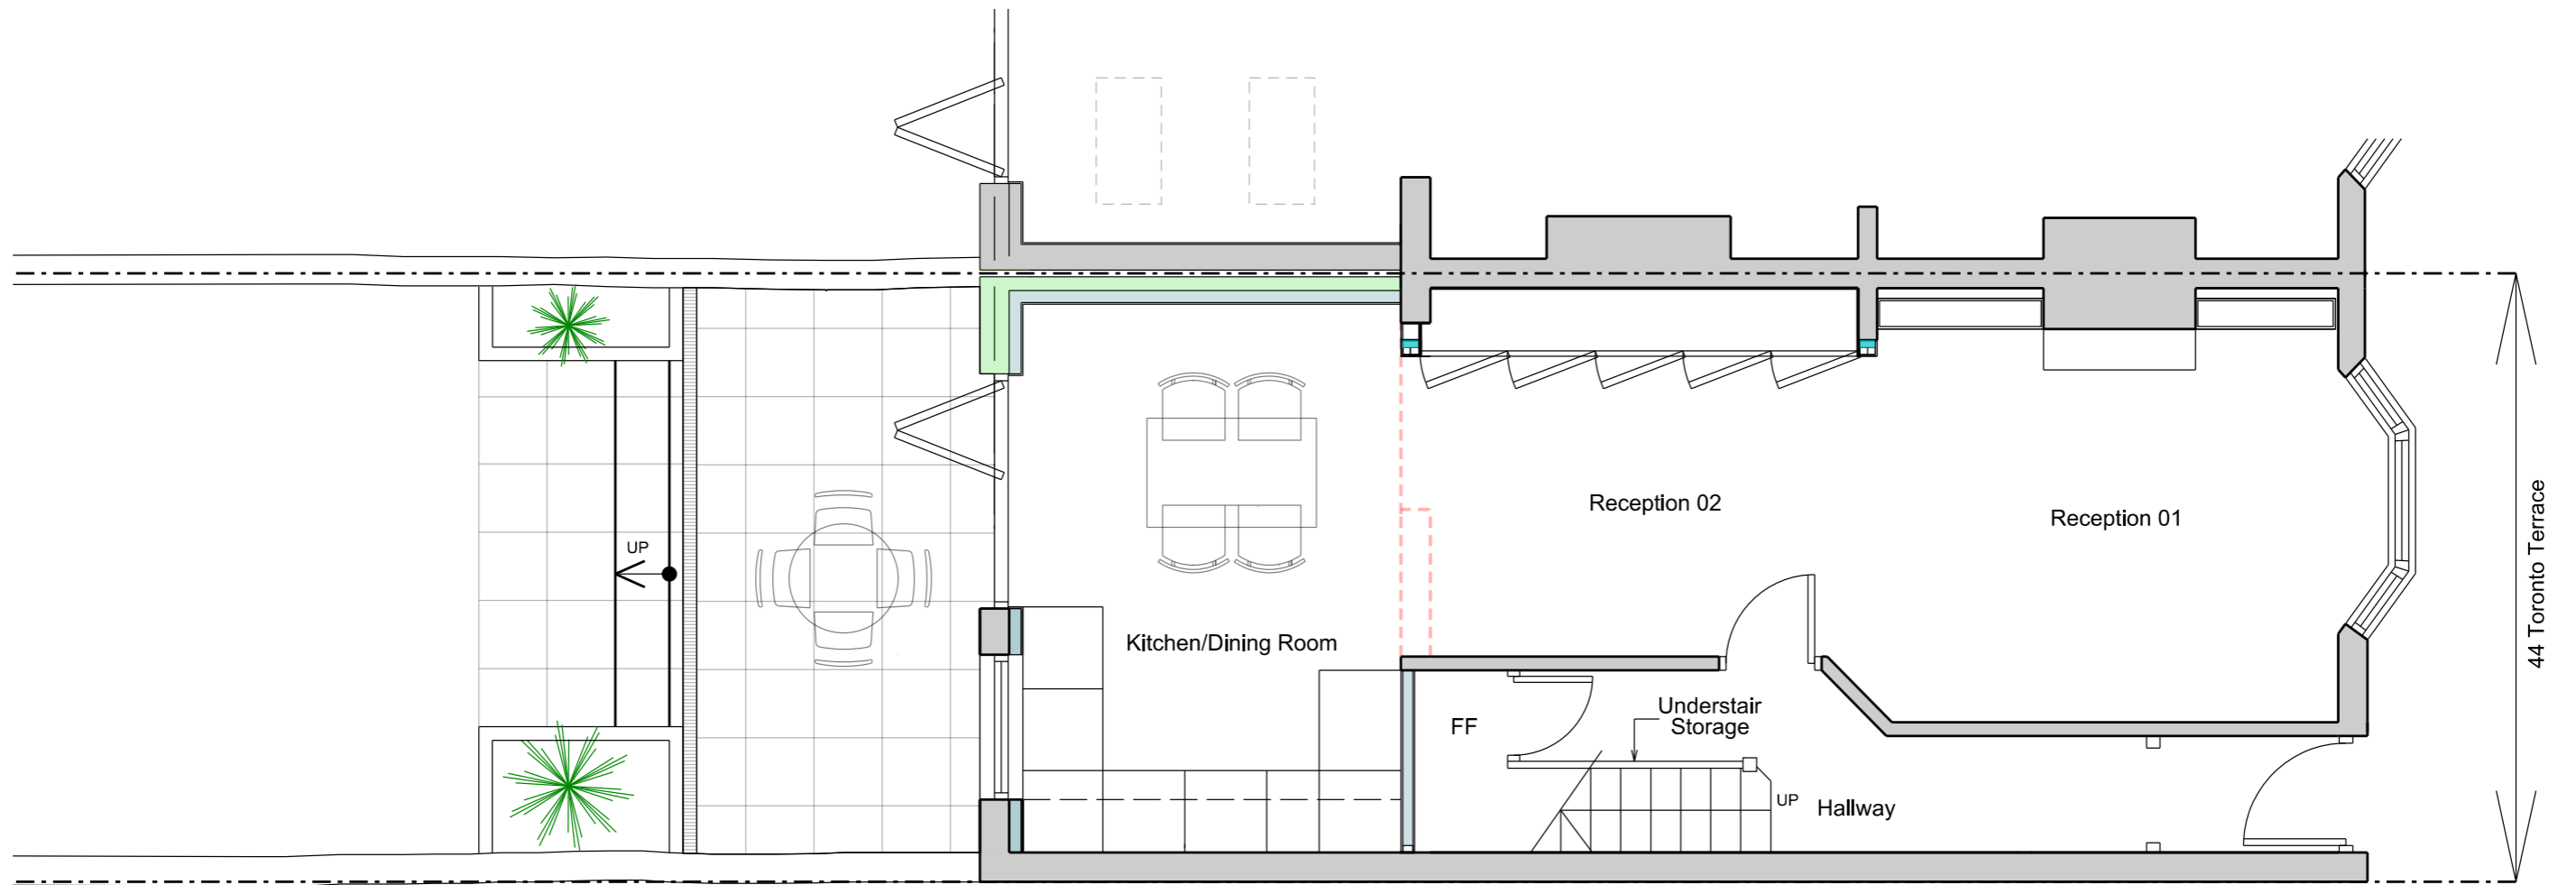 Reception 02
Reception 01
UP
Kitchen/Dining Room
44 Toronto Terrace
FF
Understair
Storage
UP
Hallway